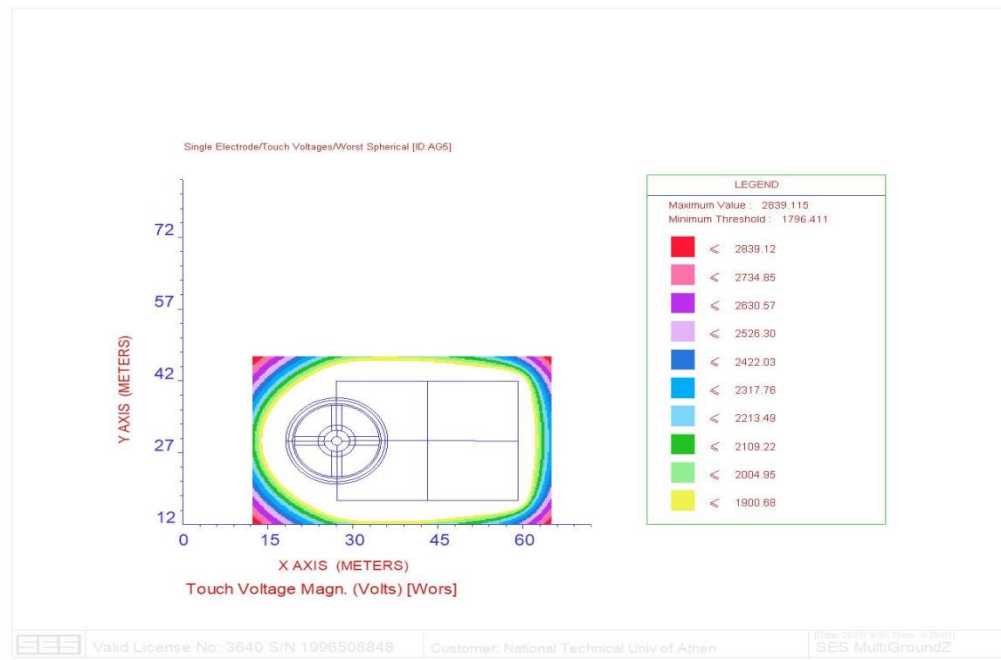 Single Electrode/Touch Voltages/Worst Spherical [ID:AG5]
LEGEND
Maximum Value : 2839.115
Minimum Threshold : 1796.411
⩽ 2839.12
⩽ 2734.85
⩽ 2630.57
⩽ 2526.30
⩽ 2422.03
⩽ 2317.76
⩽ 2213.49
⩽ 2109.22
⩽ 2004.95
⩽ 1900.68
72
57
42
27
12
Y AXIS (METERS)
0 15 30 45 60
X AXIS (METERS)
Touch Voltage Magn. (Volts) [Wors]
SES Valid License No: 3640 S/N 1996508848
Customer: National Technical Univ of Athen
SES MultiGroundZ